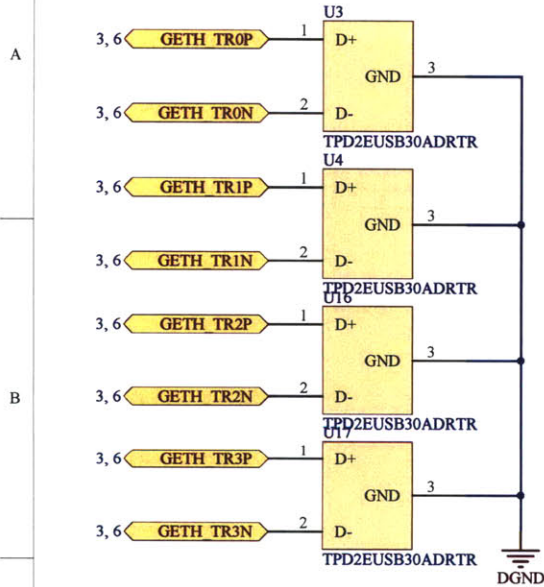 U3
3, 6 GETH_TR0P 1 D+
A
GND 3
3, 6 GETH_TR0N 2 D-
TPD2EUSB30ADRTR
U4
3, 6 GETH_TR1P 1 D+
GND 3
3, 6 GETH_TR1N 2 D-
TPD2EUSB30ADRTR
U16
3, 6 GETH_TR2P 1 D+
GND 3
B
3, 6 GETH_TR2N 2 D-
TPD2EUSB30ADRTR
U17
3, 6 GETH_TR3P 1 D+
GND 3
3, 6 GETH_TR3N 2 D-
TPD2EUSB30ADRTR
DGND